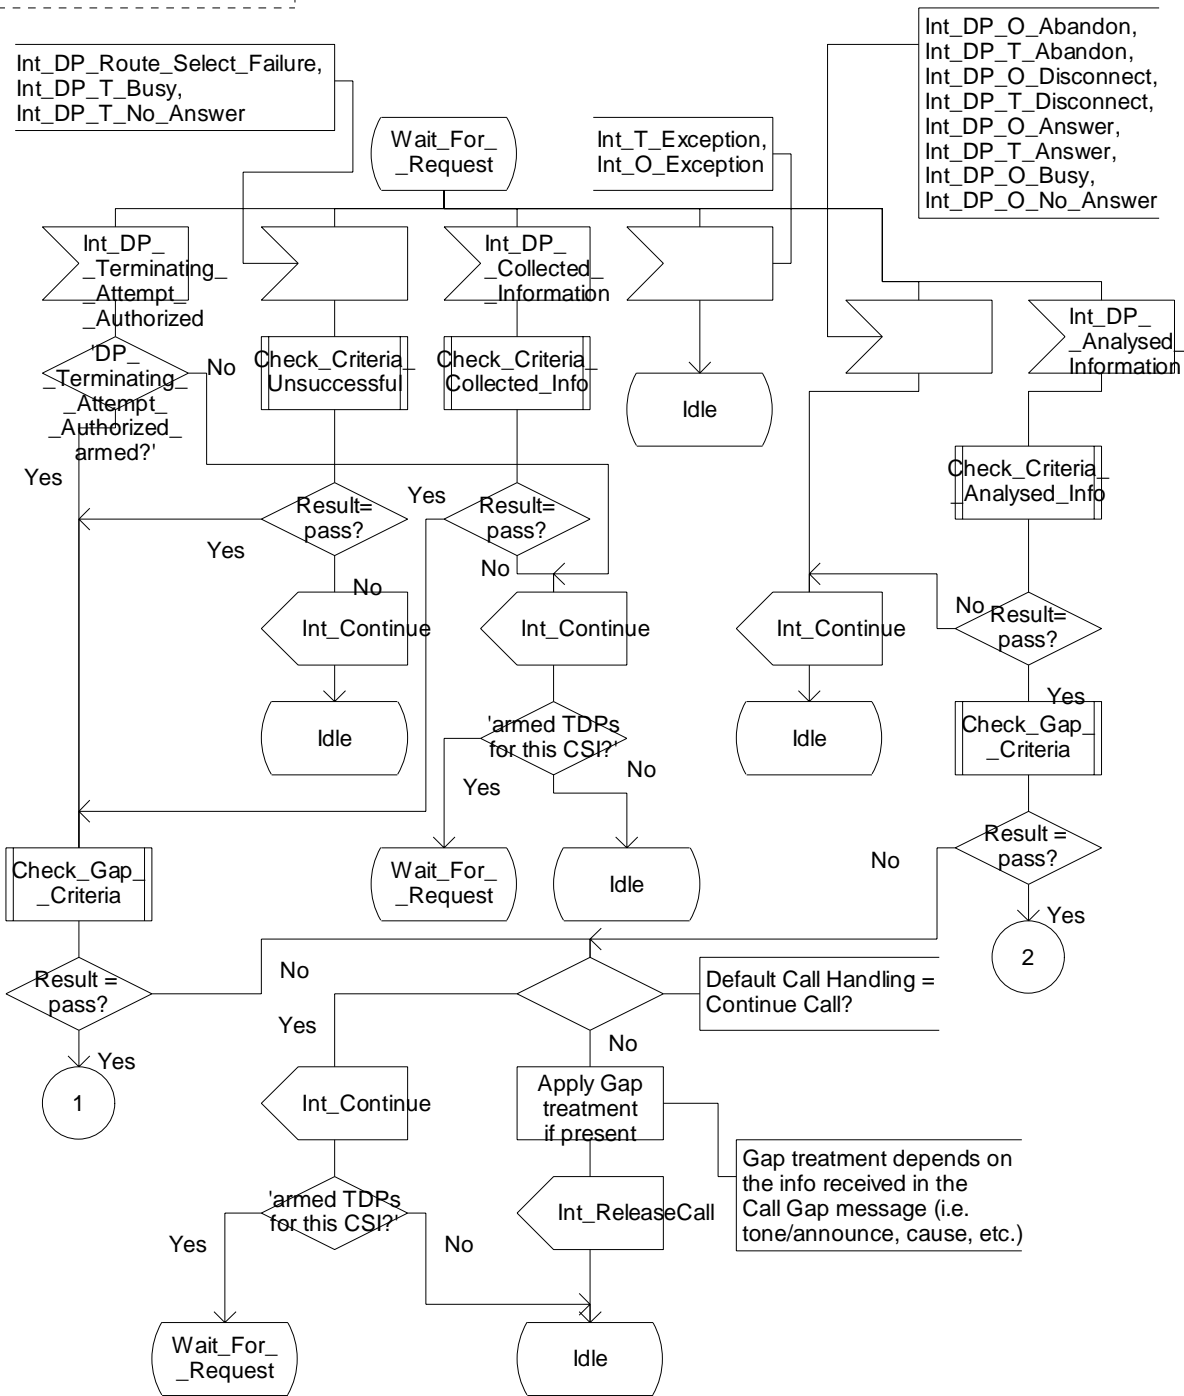 Int_DP_Route_Select_Failure,
Int_DP_T_Busy,
Int_DP_T_No_Answer
Wait_For_
_Request
Int_T_Exception,
Int_O_Exception
Int_DP_O_Abandon,
Int_DP_T_Abandon,
Int_DP_O_Disconnect,
Int_DP_T_Disconnect,
Int_DP_O_Answer,
Int_DP_T_Answer,
Int_DP_O_Busy,
Int_DP_O_No_Answer
Int_DP_
_Terminating_
_Attempt_
_Authorized
Int_DP_
_Collected_
_Information
Int_DP_
_Analysed_
_Information
'DP_
_Terminating_
_Attempt_
_Authorized_
armed?'
No
Yes
Check_Criteria_
_Unsuccessful
Check_Criteria_
_Collected_Info
Idle
Check_Criteria_
_Analysed_Info
Result=
pass?
Yes
No
Result=
pass?
Yes
No
Int_Continue
Int_Continue
Int_Continue
No
Result=
pass?
Yes
Idle
'armed TDPs
for this CSI?'
Yes
No
Idle
Check_Gap_
_Criteria
Wait_For_
_Request
Idle
Result =
pass?
No
Yes
2
Check_Gap_
_Criteria
Result =
pass?
No
Yes
1
Default Call Handling =
Continue Call?
Yes
No
Int_Continue
Apply Gap
treatment
if present
Gap treatment depends on
the info received in the
Call Gap message (i.e.
tone/announce, cause, etc.)
'armed TDPs
for this CSI?'
Yes
No
Int_ReleaseCall
Wait_For_
_Request
Idle